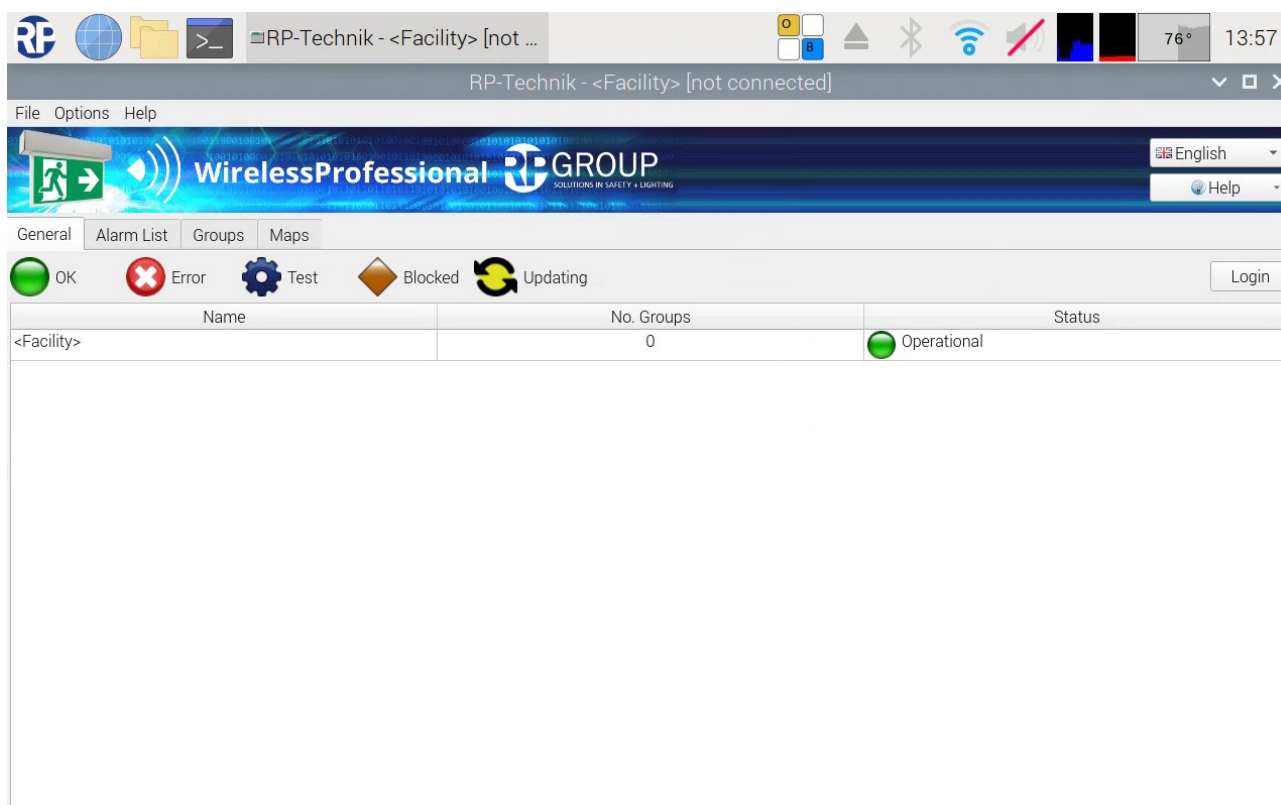 RP
RP-Technik - <Facility> [not ...
O
B
76°
13:57
RP-Technik - <Facility> [not connected]
File Options Help
WirelessProfessional RP GROUP
SOLUTIONS IN SAFETY + LIGHTING
English
Help
General Alarm List Groups Maps
OK Error Test Blocked Updating Login
Name No. Groups Status
<Facility> 0 Operational